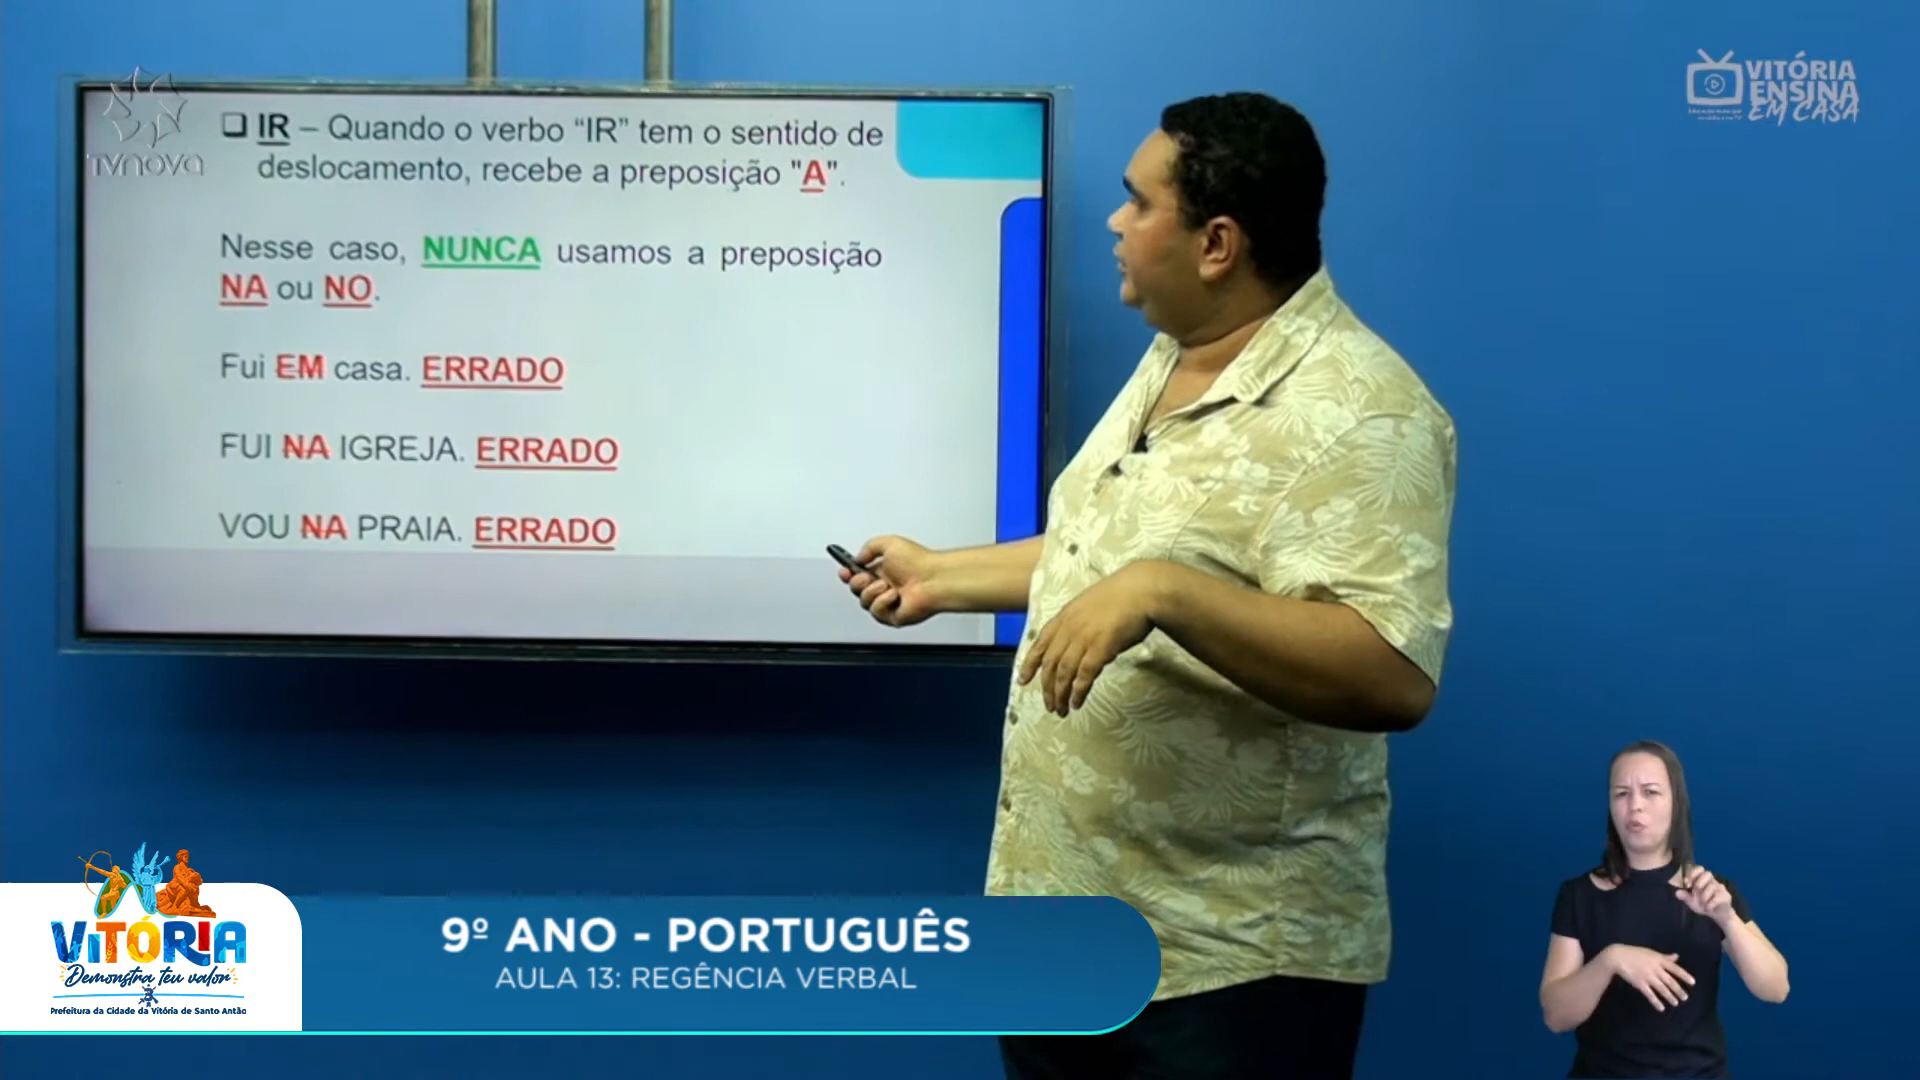 TVNOVA
❑ IR – Quando o verbo “IR” tem o sentido de
deslocamento, recebe a preposição "A".
Nesse caso, NUNCA usamos a preposição
NA ou NO.
Fui EM casa. ERRADO
FUI NA IGREJA. ERRADO
VOU NA PRAIA. ERRADO
VITÓRIA
ENSINA
EM CASA
VITÓRIA
Demonstra teu valor
Prefeitura da Cidade da Vitória de Santo Antão
9º ANO - PORTUGUÊS
AULA 13: REGÊNCIA VERBAL